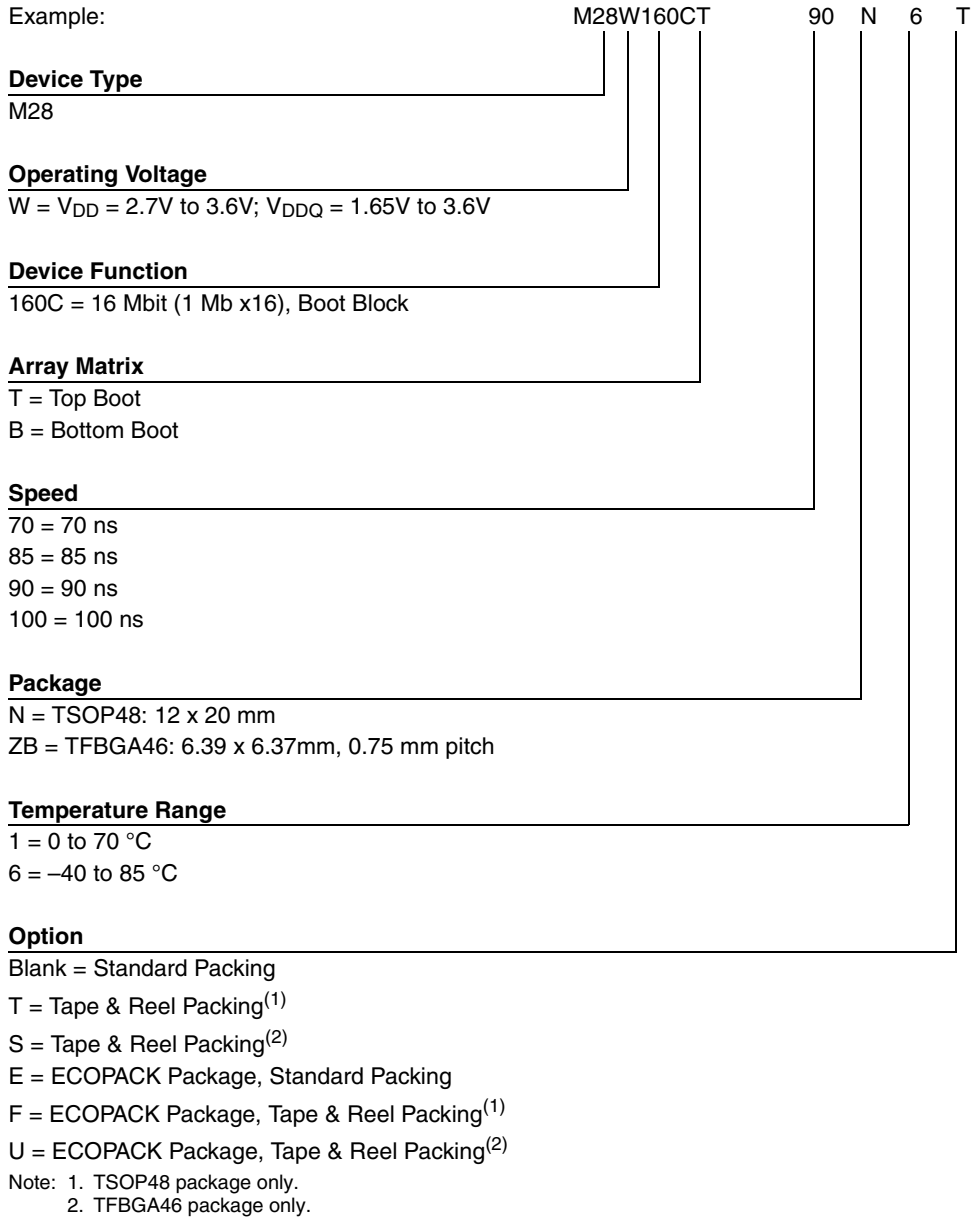 Example: M28W160CT 90 N 6 T
Device Type
M28
Operating Voltage
W = VDD = 2.7V to 3.6V; VDDQ = 1.65V to 3.6V
Device Function
160C = 16 Mbit (1 Mb x16), Boot Block
Array Matrix
T = Top Boot
B = Bottom Boot
Speed
70 = 70 ns
85 = 85 ns
90 = 90 ns
100 = 100 ns
Package
N = TSOP48: 12 x 20 mm
ZB = TFBGA46: 6.39 x 6.37mm, 0.75 mm pitch
Temperature Range
1 = 0 to 70 °C
6 = –40 to 85 °C
Option
Blank = Standard Packing
T = Tape & Reel Packing(1)
S = Tape & Reel Packing(2)
E = ECOPACK Package, Standard Packing
F = ECOPACK Package, Tape & Reel Packing(1)
U = ECOPACK Package, Tape & Reel Packing(2)
Note: 1. TSOP48 package only.
2. TFBGA46 package only.